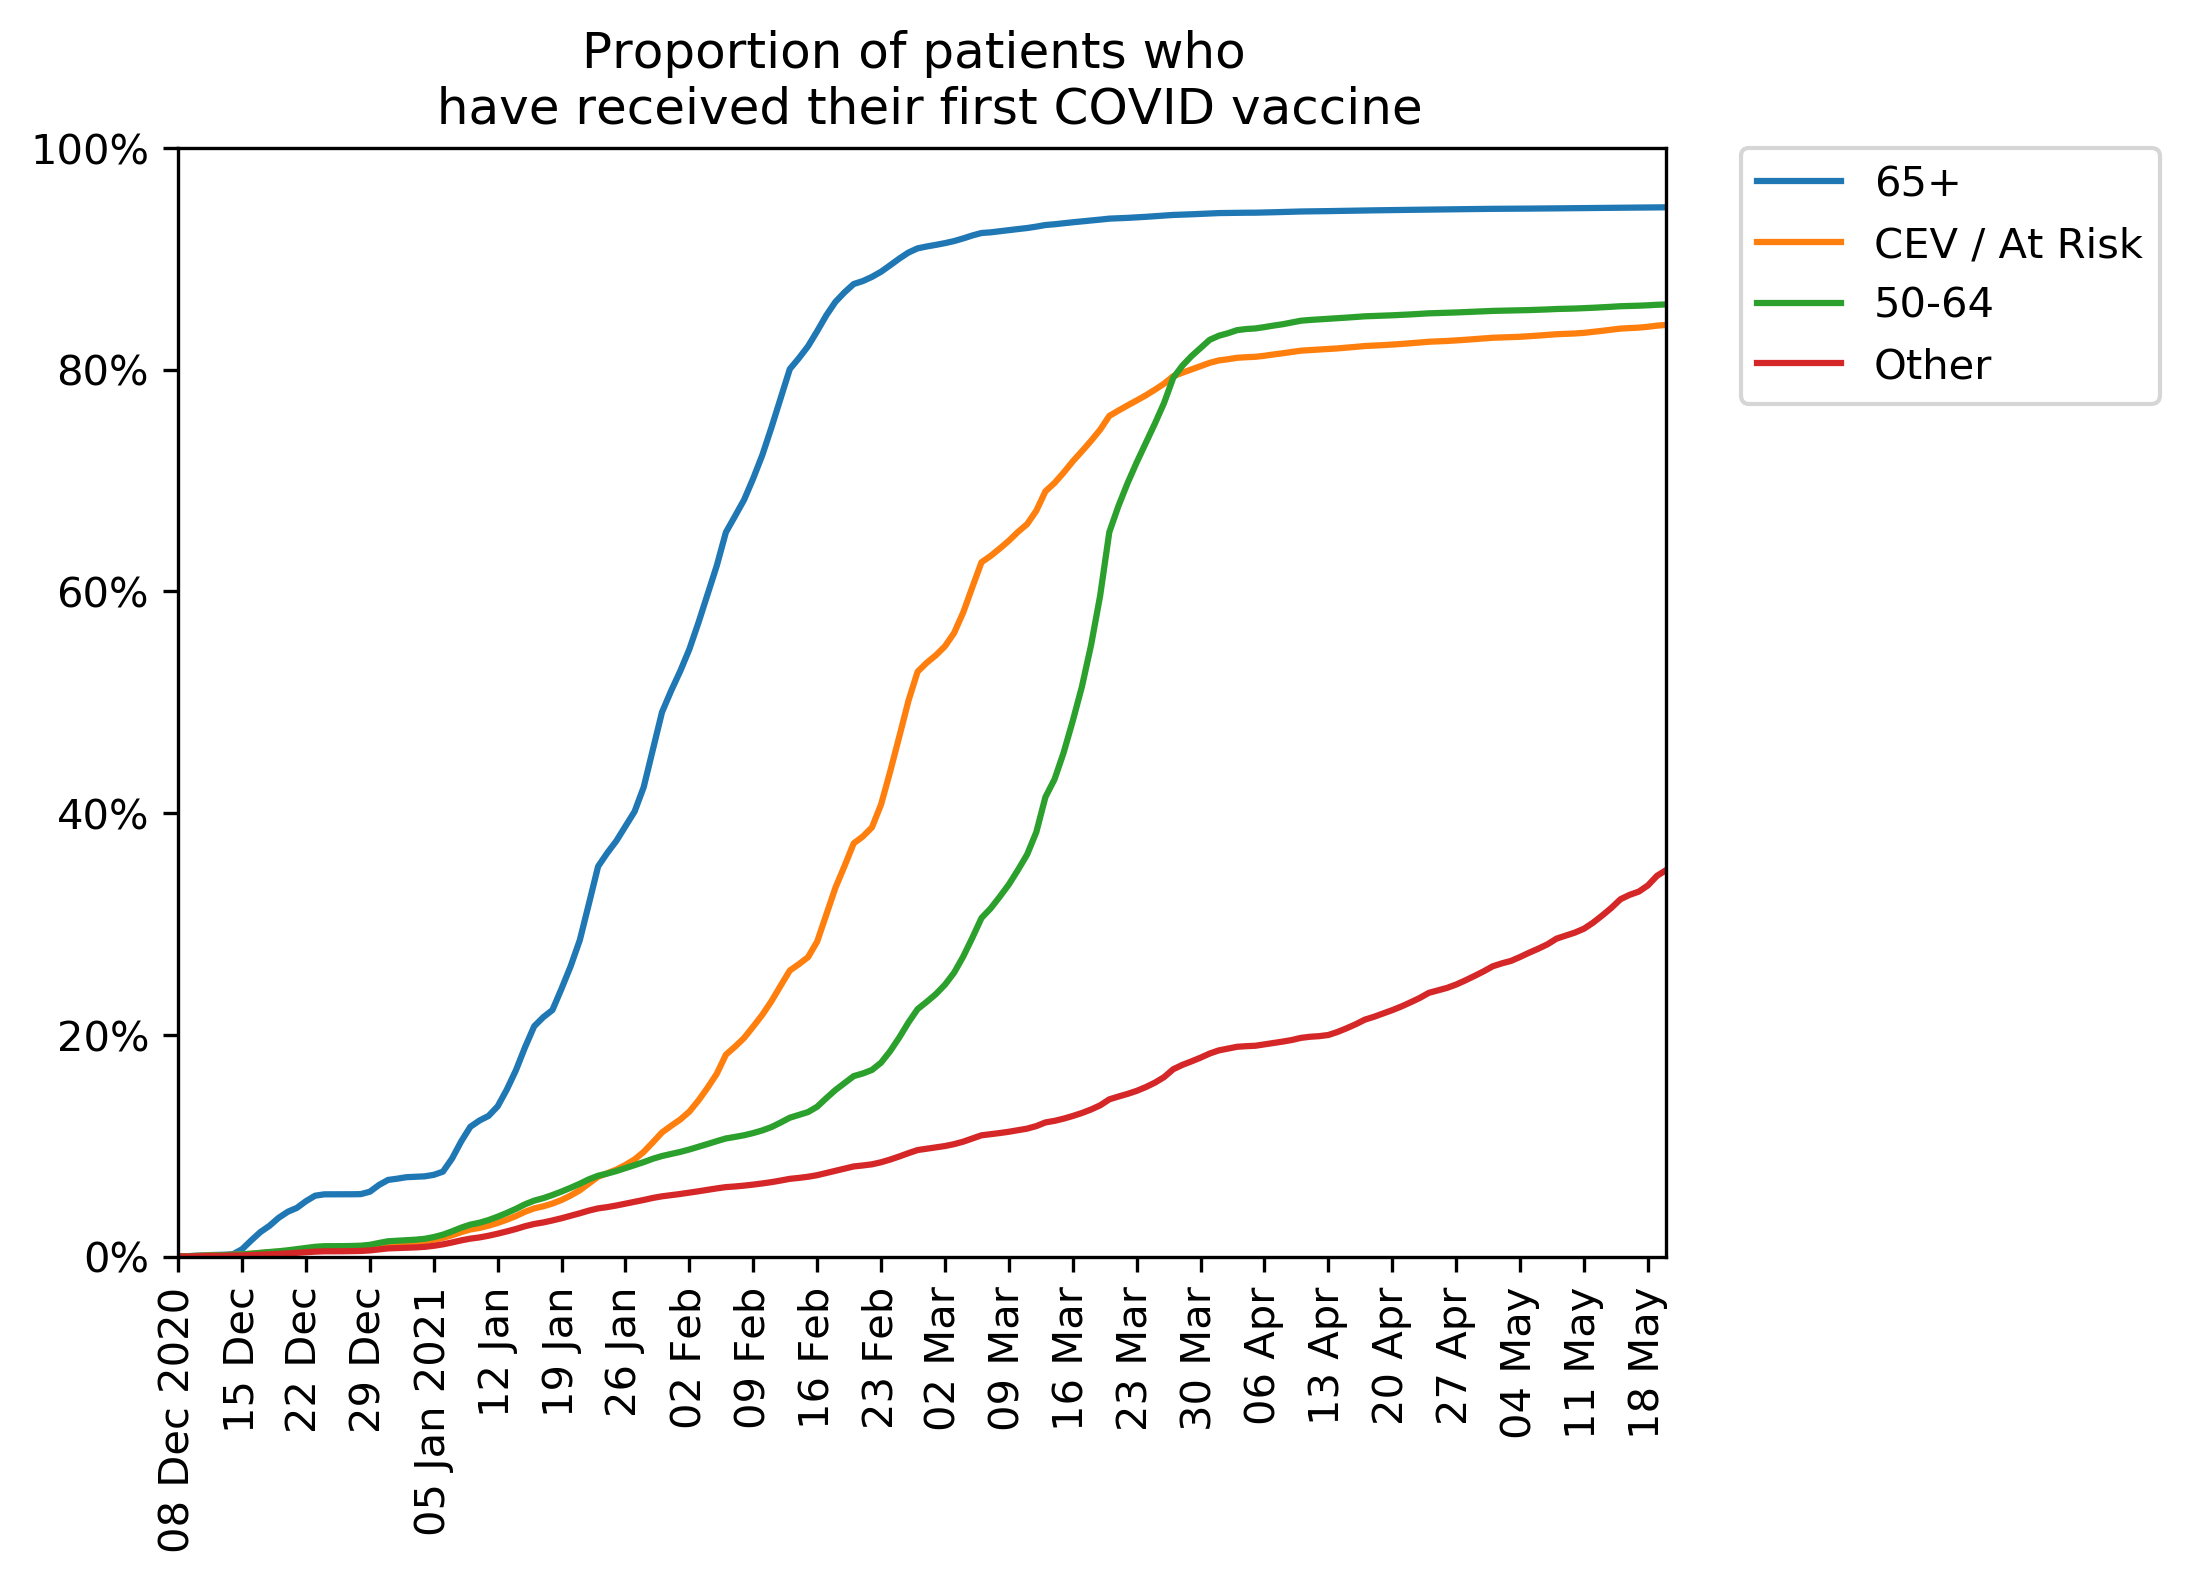 Proportion of patients who
have received their first COVID vaccine
100%
80%
60%
40%
20%
0%
08 Dec 2020
15 Dec
22 Dec
29 Dec
05 Jan 2021
12 Jan
19 Jan
26 Jan
02 Feb
09 Feb
16 Feb
23 Feb
02 Mar
09 Mar
16 Mar
23 Mar
30 Mar
06 Apr
13 Apr
20 Apr
27 Apr
04 May
11 May
18 May
65+
CEV / At Risk
50-64
Other